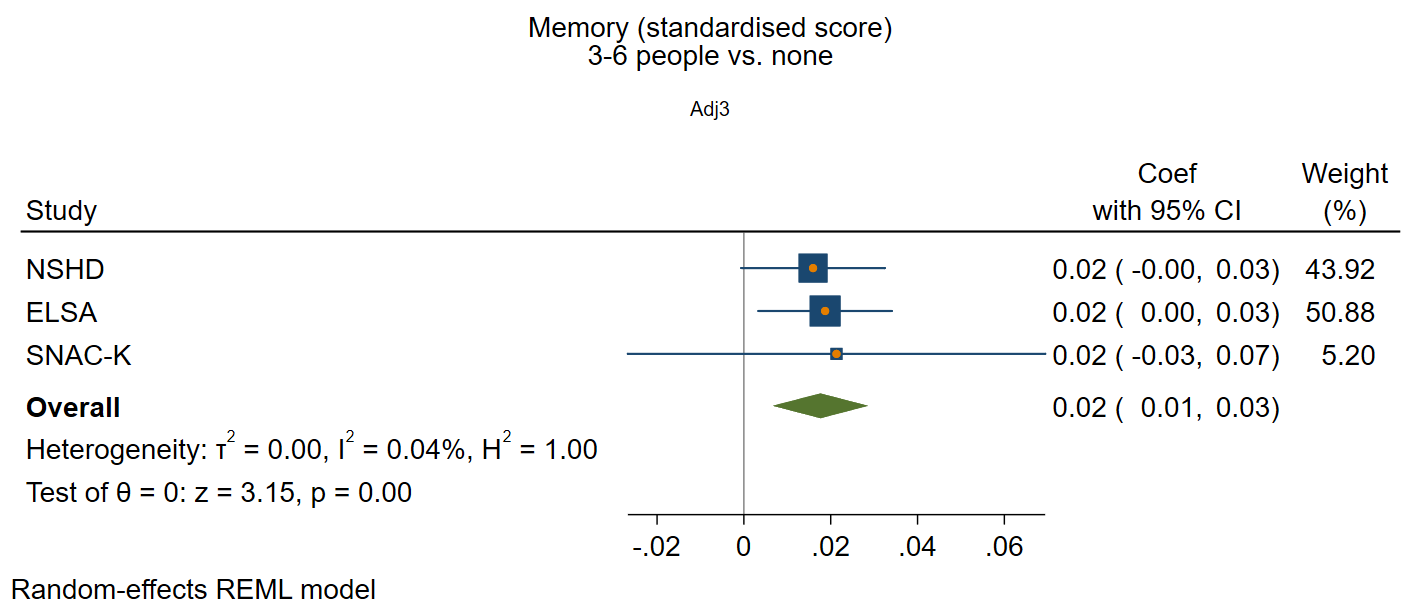 Memory (standardised score)
3-6 people vs. none
Adj3
Coef Weight
Study with 95% CI (%)
NSHD 0.02 ( -0.00, 0.03) 43.92
ELSA 0.02 ( 0.00, 0.03) 50.88
SNAC-K 0.02 ( -0.03, 0.07) 5.20
Overall 0.02 ( 0.01, 0.03)
Heterogeneity: τ² = 0.00, I² = 0.04%, H² = 1.00
Test of θ = 0: z = 3.15, p = 0.00
-.02 0 .02 .04 .06
Random-effects REML model